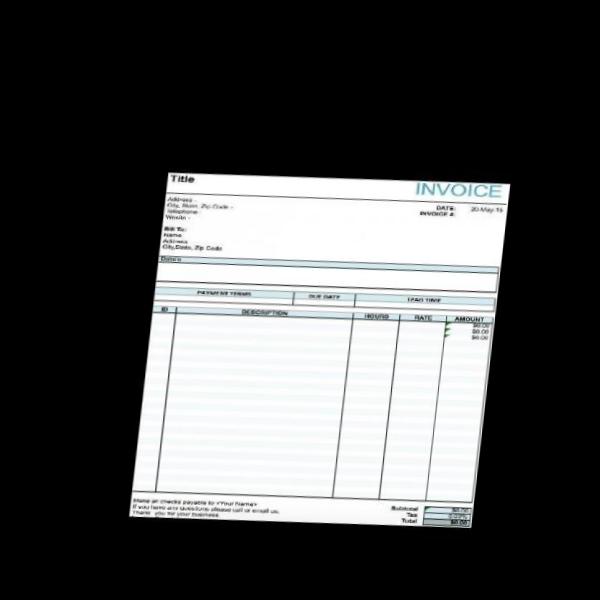 Title
INVOICE
Address -
City, State, Zip Code -
Telephone
DATE: 20-May-15
INVOICE #:
Bill To:
Name
Address
City,State, Zip Code
PAYMENT TERMS DUE DATE LEAD TIME
ID DESCRIPTION HOURS RATE AMOUNT
$0.00
$0.00
$0.00
Make all checks payable to <Your Name>
If you have any questions please call or email us.
Thank you for your business
Subtotal $0.00
Tax
Total $0.00